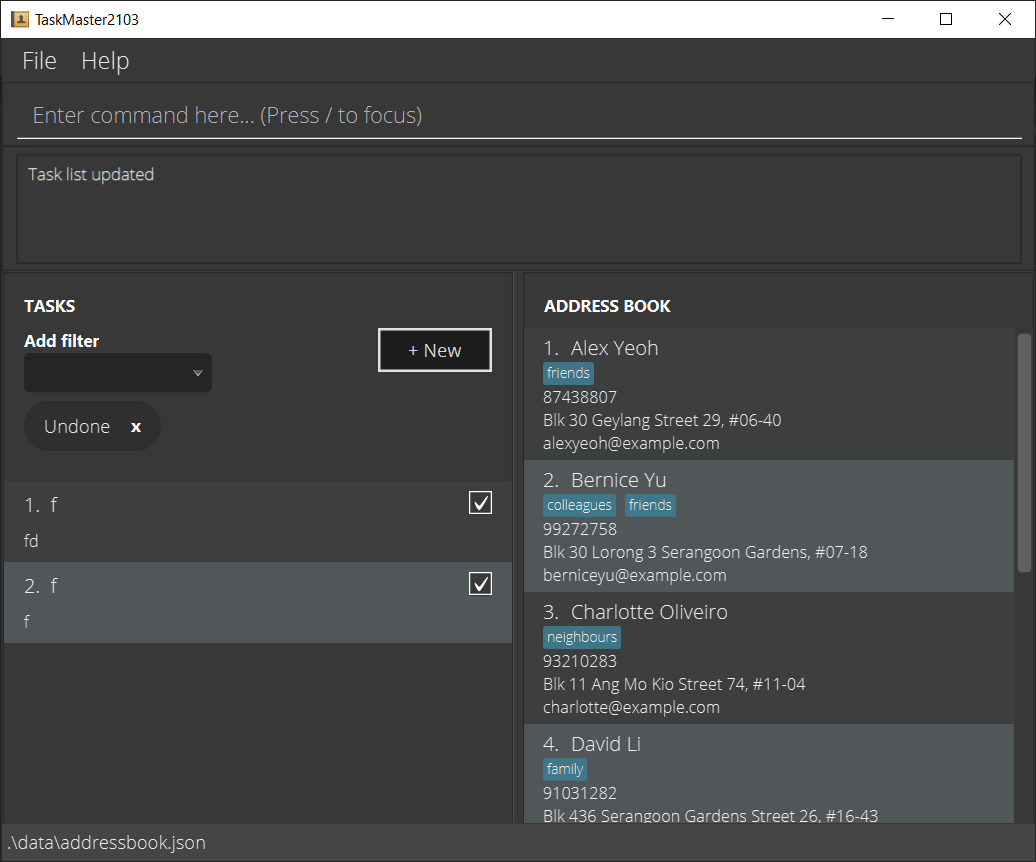 TaskMaster2103
File Help
Enter command here... (Press / to focus)
Task list updated
TASKS
Add filter
+ New
Undone x
1. f
fd
2. f
f
ADDRESS BOOK
1. Alex Yeoh
friends
87438807
Blk 30 Geylang Street 29, #06-40
alexyeoh@example.com
2. Bernice Yu
colleagues friends
99272758
Blk 30 Lorong 3 Serangoon Gardens, #07-18
berniceyu@example.com
3. Charlotte Oliveiro
neighbours
93210283
Blk 11 Ang Mo Kio Street 74, #11-04
charlotte@example.com
4. David Li
family
91031282
Blk 436 Serangoon Gardens Street 26, #16-43
.\data\addressbook.json